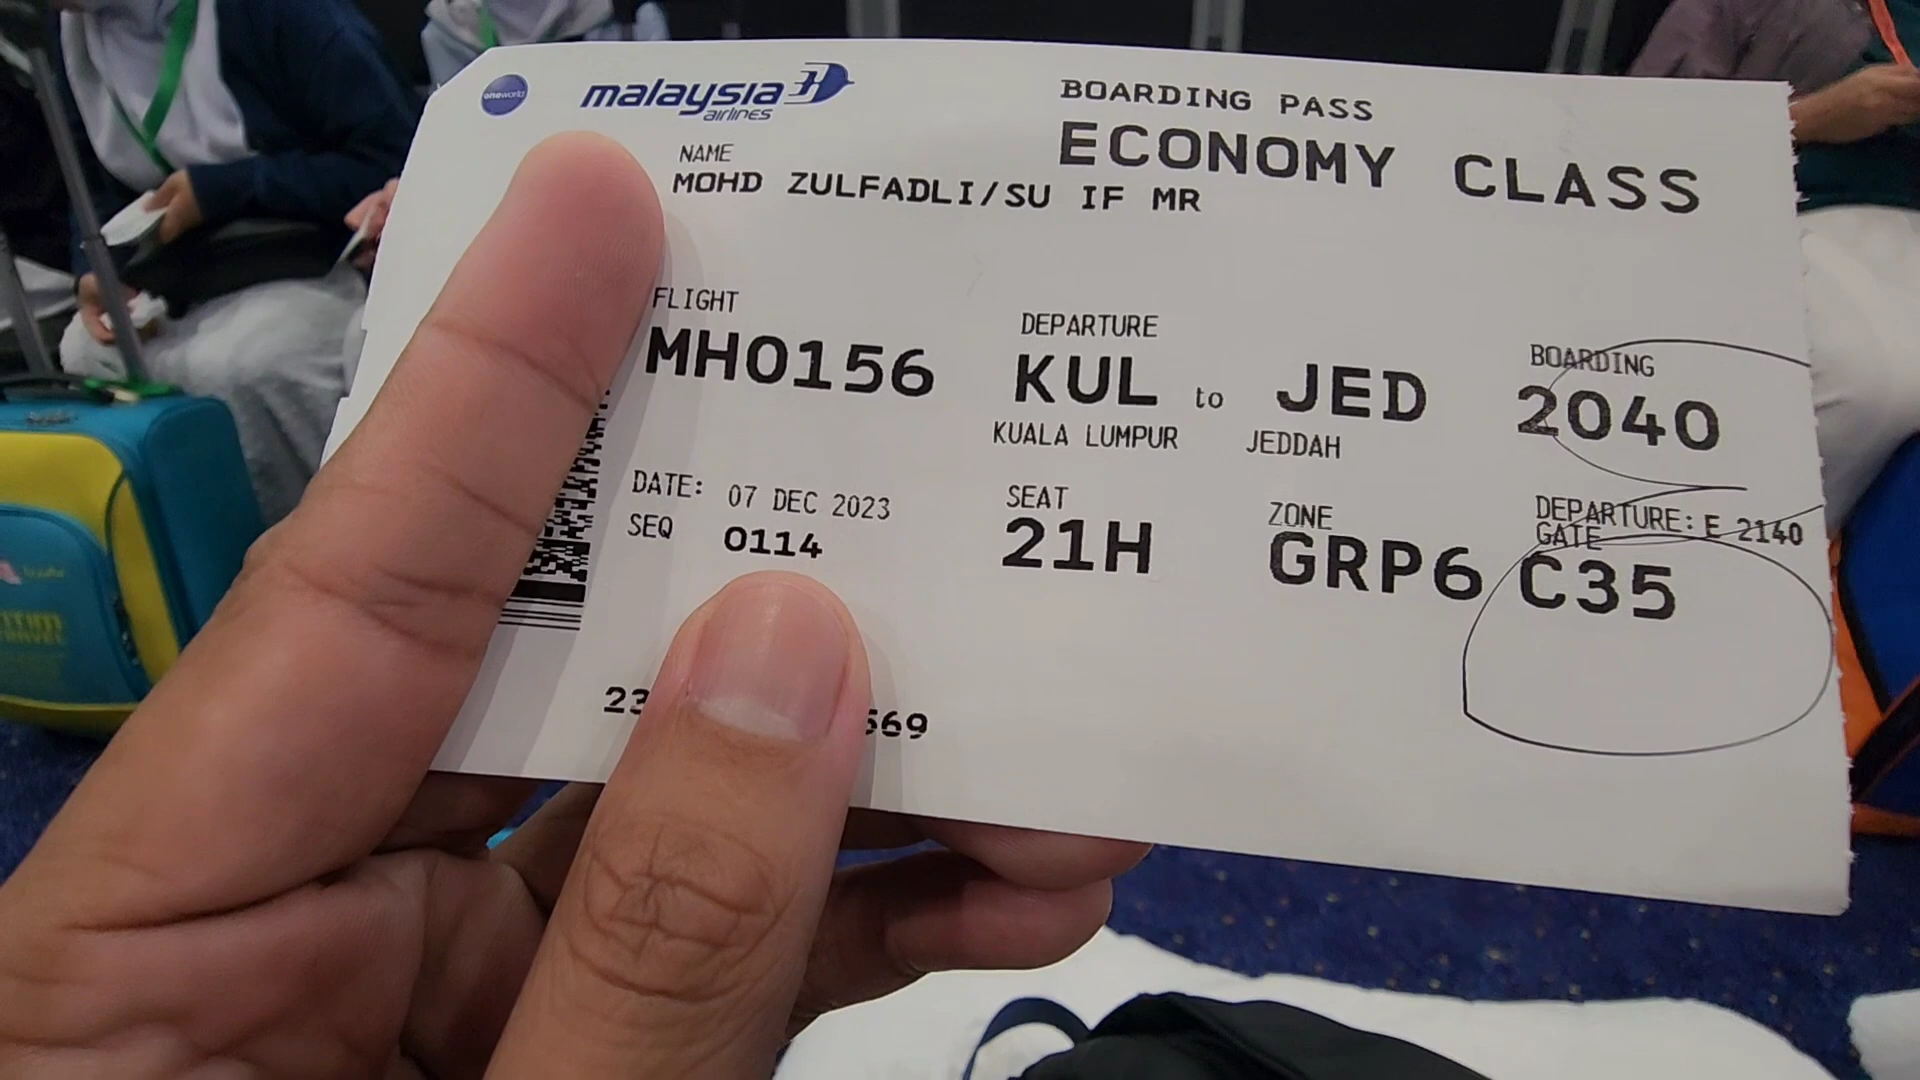 oneworld
malaysia
airlines
BOARDING PASS
ECONOMY CLASS
NAME
MOHD ZULFADLI/SU IF MR
FLIGHT
MH0156
DEPARTURE
KUL to JED
KUALA LUMPUR JEDDAH
BOARDING
2040
DATE: 07 DEC 2023
SEQ 0114
SEAT
21H
ZONE
GRP6
DEPARTURE: E 2140
GATE
C35